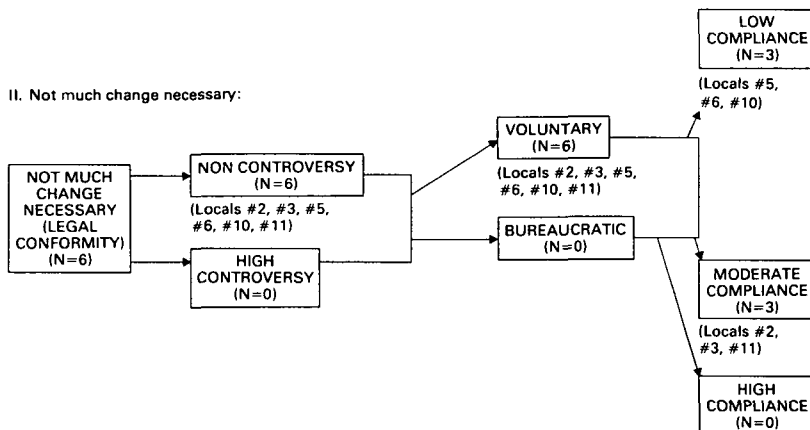 II. Not much change necessary:
NOT MUCH
CHANGE
NECESSARY
(LEGAL
CONFORMITY)
(N=6)
NON CONTROVERSY
(N=6)
(Locals #2, #3, #5,
#6, #10, #11)
HIGH
CONTROVERSY
(N=0)
VOLUNTARY
(N=6)
(Locals #2, #3, #5,
#6, #10, #11)
BUREAUCRATIC
(N=0)
LOW
COMPLIANCE
(N=3)
(Locals #5,
#6, #10)
MODERATE
COMPLIANCE
(N=3)
(Locals #2,
#3, #11)
HIGH
COMPLIANCE
(N=0)